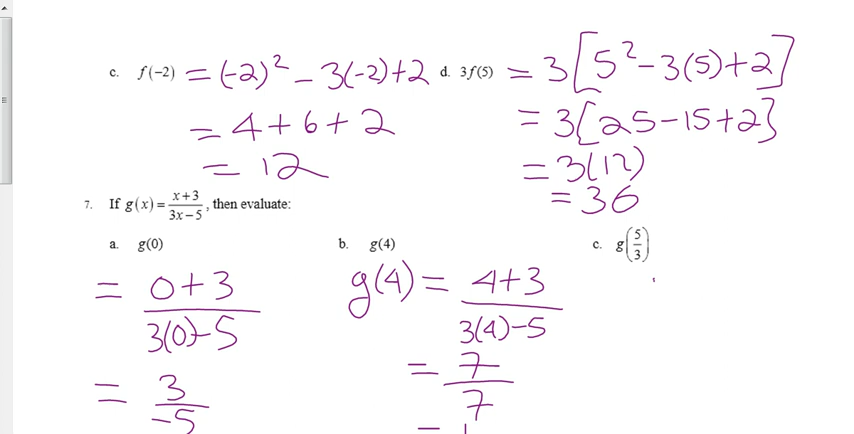 c. f(-2) = (-2)² - 3(-2) + 2
= 4 + 6 + 2
= 12
d. 3f(5) = 3[5² - 3(5) + 2]
= 3[25 - 15 + 2]
= 3(12)
= 36
7. If g(x) = (x+3)/(3x-5), then evaluate:
a. g(0)
= (0+3)/(3(0)-5)
= 3/-5
b. g(4)
g(4) = (4+3)/(3(4)-5)
= 7/7
=
c. g(5/3)